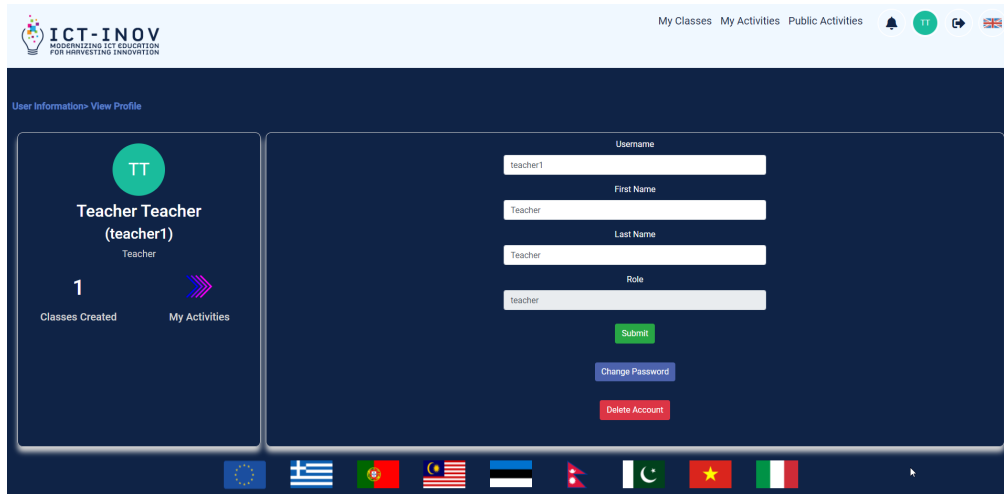 ICT-INOV
MODERNIZING ICT EDUCATION
FOR HARVESTING INNOVATION
My Classes My Activities Public Activities
TT
User Information> View Profile
TT
Teacher Teacher
(teacher1)
Teacher
1
Classes Created My Activities
Username
teacher1
First Name
Teacher
Last Name
Teacher
Role
teacher
Submit
Change Password
Delete Account